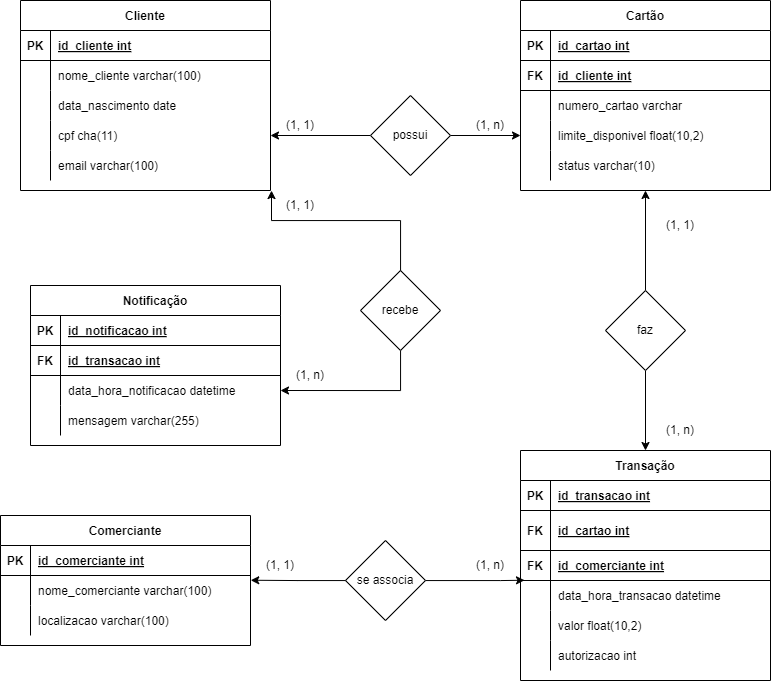 Cliente
PK id_cliente int
nome_cliente varchar(100)
data_nascimento date
cpf cha(11)
email varchar(100)
Cartão
PK id_cartao int
FK id_cliente int
numero_cartao varchar
limite_disponivel float(10,2)
status varchar(10)
(1, 1)
possui
(1, n)
(1, 1)
recebe
(1, n)
(1, 1)
faz
(1, n)
Notificação
PK id_notificacao int
FK id_transacao int
data_hora_notificacao datetime
mensagem varchar(255)
Comerciante
PK id_comerciante int
nome_comerciante varchar(100)
localizacao varchar(100)
(1, 1)
se associa
(1, n)
Transação
PK id_transacao int
FK id_cartao int
FK id_comerciante int
data_hora_transacao datetime
valor float(10,2)
autorizacao int